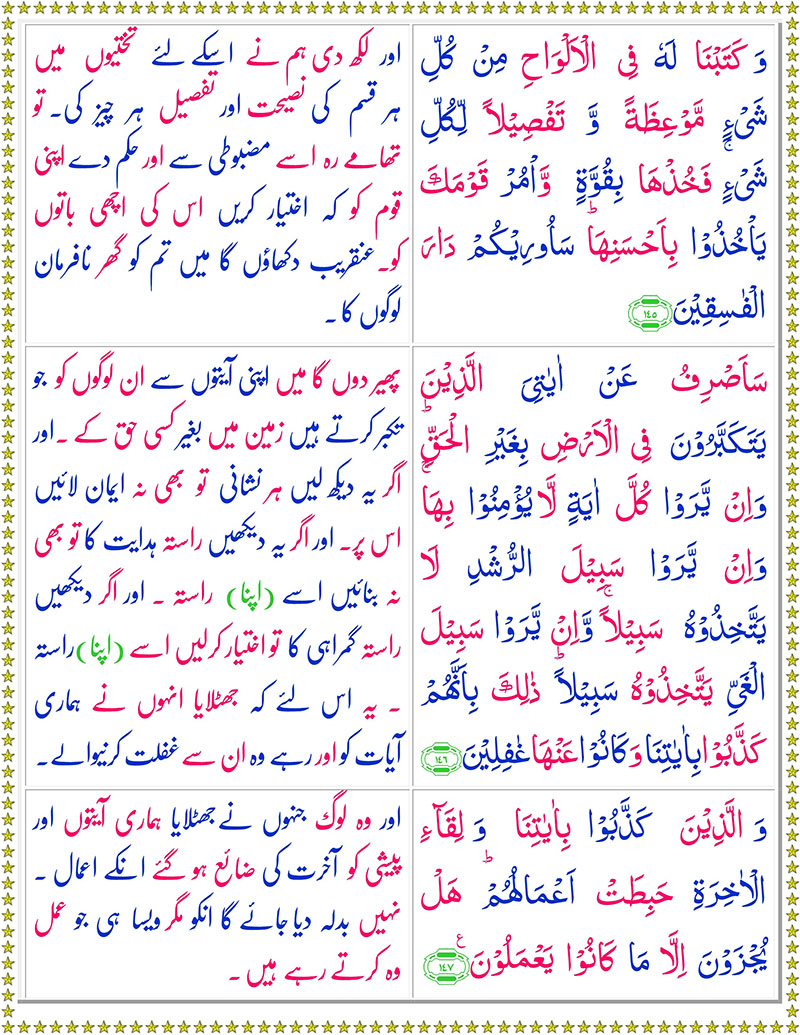 وَ كَتَبۡنَا لَهٗ فِی الۡاَلۡوَاحِ مِنۡ كُلِّ
شَیۡءٍ مَّوۡعِظَةً وَّ تَفۡصِیۡلًا لِّكُلِّ
شَیۡءٍ ۚ فَخُذۡهَا بِقُوَّةٍ وَّاۡمُرۡ قَوۡمَكَ
یَاۡخُذُوۡا بِاَحۡسَنِهَا ؕ سَاُورِیۡكُمۡ دَارَ
الۡفٰسِقِیۡنَ ﴿۱۴۵﴾
اور لکھ دی ہم نے اسکے لئے تختیوں میں
ہر قسم کی نصیحت اور تفصیل ہر چیز کی۔ تو
تھامے رہ اسے مضبوطی سے اور حکم دے اپنی
قوم کو کہ اختیار کریں اس کی اچھی باتوں
کو۔ عنقریب دکھاؤں گا میں تم کو گھر نافرمان
لوگوں کا۔
سَاَصۡرِفُ عَنۡ اٰیٰتِیَ الَّذِیۡنَ
یَتَكَبَّرُوۡنَ فِی الۡاَرۡضِ بِغَیۡرِ الۡحَقِّ ؕ
وَاِنۡ یَّرَوۡا كُلَّ اٰیَةٍ لَّا یُؤۡمِنُوۡا بِهَا ۚ
وَاِنۡ یَّرَوۡا سَبِیۡلَ الرُّشۡدِ لَا
یَتَّخِذُوۡهُ سَبِیۡلًا ۚ وَّاِنۡ یَّرَوۡا سَبِیۡلَ
الۡغَیِّ یَتَّخِذُوۡهُ سَبِیۡلًا ؕ ذٰلِكَ بِاَنَّهُمۡ
كَذَّبُوۡا بِاٰیٰتِنَا وَكَانُوۡا عَنۡهَا غٰفِلِیۡنَ ﴿۱۴۶﴾
پھیر دوں گا میں اپنی آیتوں سے ان لوگوں کو جو
تکبر کرتے ہیں زمین میں بغیر کسی حق کے ۔اور
اگر یہ دیکھ لیں ہر نشانی تو بھی نہ ایمان لائیں
اس پر۔ اور اگر یہ دیکھیں راستہ ہدایت کا تو بھی
نہ بنائیں اسے (اپنا) راستہ ۔ اور اگر دیکھیں
راستہ گمراہی کا تو اختیار کرلیں اسے (اپنا) راستہ
۔ یہ اس لئے کہ جھٹلایا انہوں نے ہماری
آیات کو اور رہے وہ ان سے غفلت کرنیوالے۔
وَ الَّذِیۡنَ كَذَّبُوۡا بِاٰیٰتِنَا وَ لِقَآءِ
الۡاٰخِرَةِ حَبِطَتۡ اَعۡمَالُهُمۡ ؕ هَلۡ
یُجۡزَوۡنَ اِلَّا مَا كَانُوۡا یَعۡمَلُوۡنَ ﴿۱۴۷﴾ ع
اور وہ لوگ جنہوں نے جھٹلایا ہماری آیتوں اور
پیشی کو آخرت کی ضائع ہو گئے انکے اعمال ۔
نہیں بدلہ دیا جائے گا انکو مگر ویسا ہی جو عمل
وہ کرتے رہے ہیں ۔